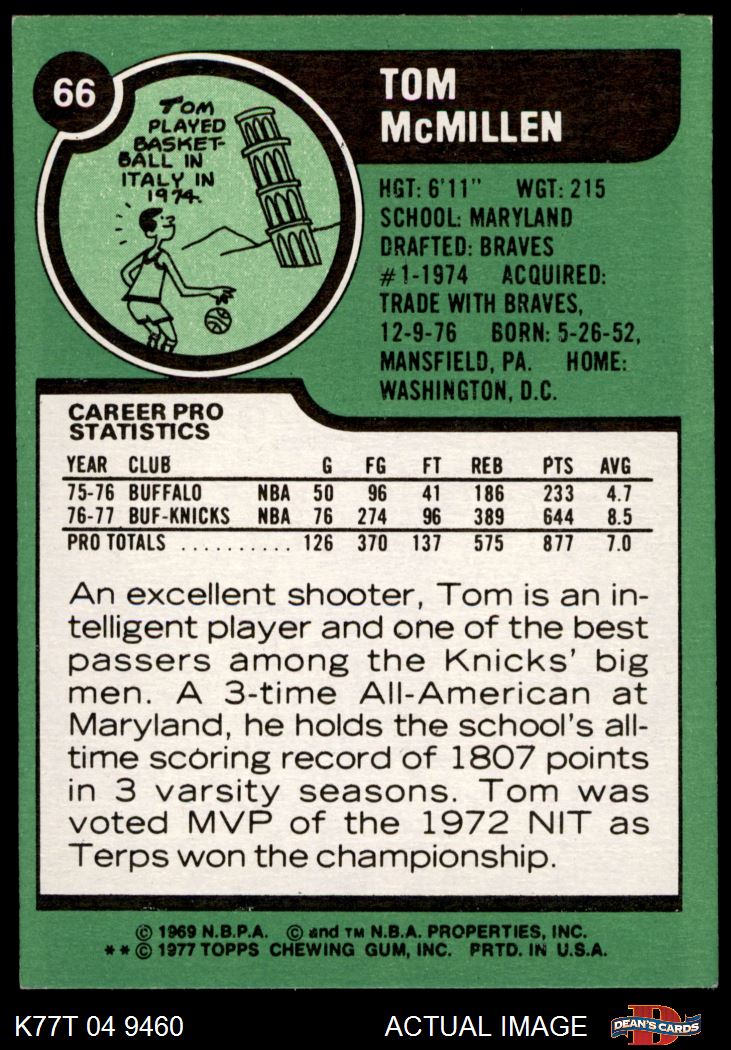 66
TOM
PLAYED
BASKET-
BALL IN
ITALY IN
1974.
TOM
McMILLEN
HGT: 6'11" WGT: 215
SCHOOL: MARYLAND
DRAFTED: BRAVES
#1-1974 ACQUIRED:
TRADE WITH BRAVES,
12-9-76 BORN: 5-26-52,
MANSFIELD, PA. HOME:
WASHINGTON, D.C.
CAREER PRO
STATISTICS
YEAR CLUB G FG FT REB PTS AVG
75-76 BUFFALO NBA 50 96 41 186 233 4.7
76-77 BUF-KNICKS NBA 76 274 96 389 644 8.5
PRO TOTALS .......... 126 370 137 575 877 7.0
An excellent shooter, Tom is an in-
telligent player and one of the best
passers among the Knicks' big
men. A 3-time All-American at
Maryland, he holds the school's all-
time scoring record of 1807 points
in 3 varsity seasons. Tom was
voted MVP of the 1972 NIT as
Terps won the championship.
© 1969 N.B.P.A. © and TM N.B.A. PROPERTIES, INC.
**© 1977 TOPPS CHEWING GUM, INC. PRTD. IN U.S.A.
K77T 04 9460 ACTUAL IMAGE
D
DEAN'S CARDS